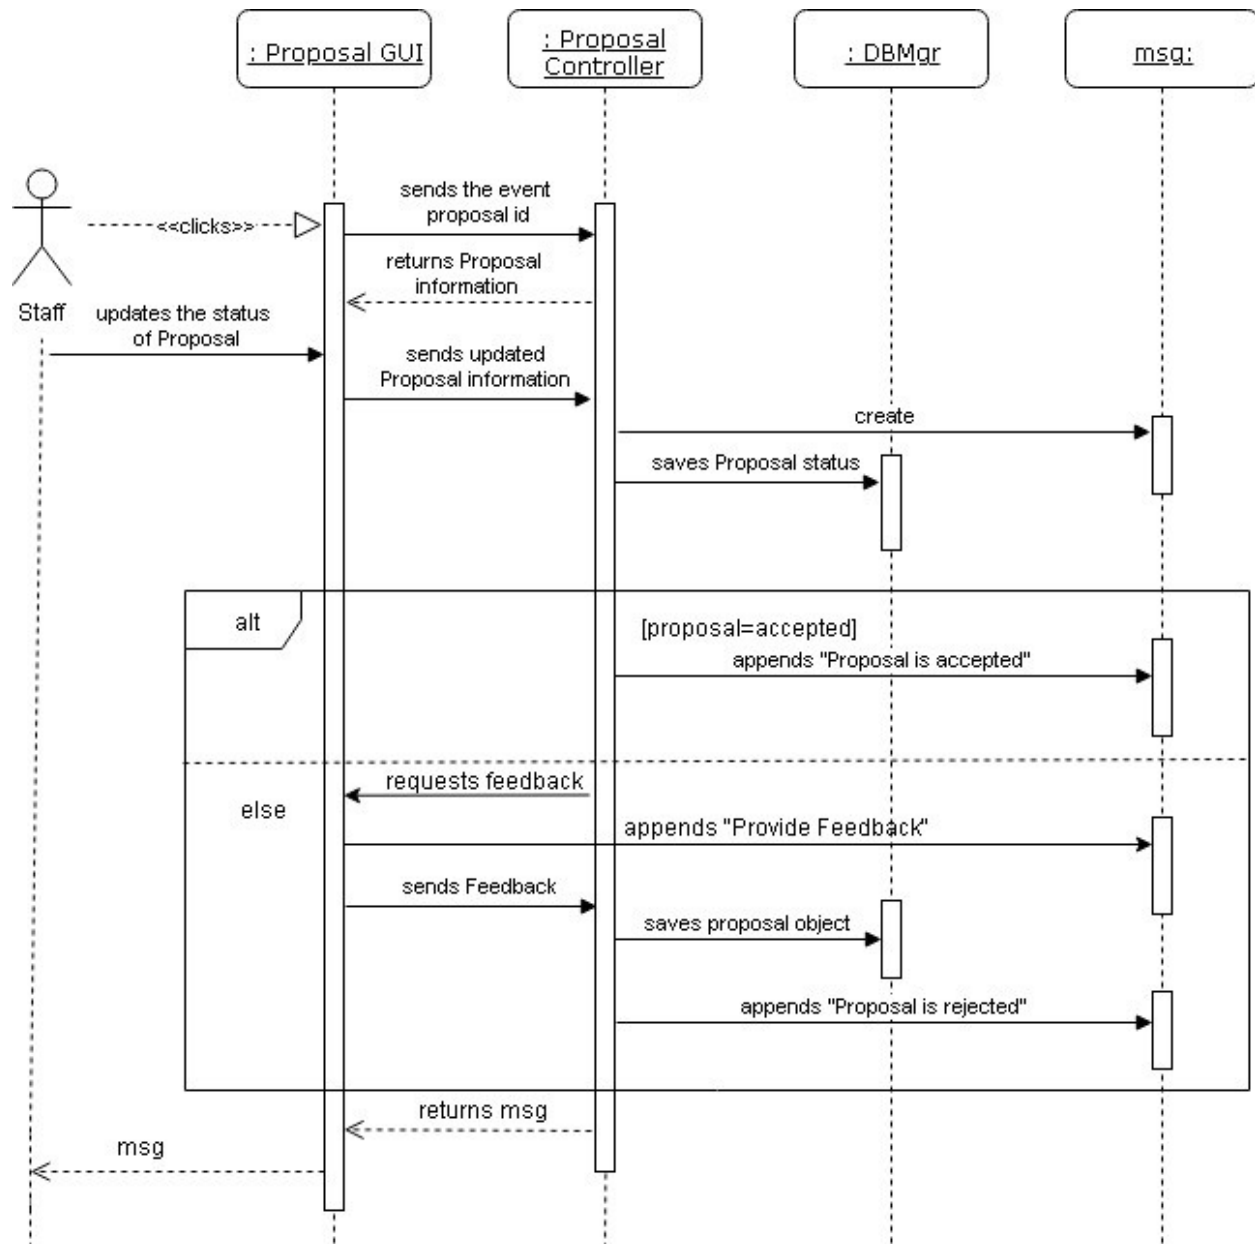 : Proposal GUI
: Proposal
Controller
: DBMgr
msg:
sends the event
proposal id
<<clicks>>
returns Proposal
information
Staff
updates the status
of Proposal
sends updated
Proposal information
create
saves Proposal status
alt
[proposal=accepted]
appends "Proposal is accepted"
requests feedback
else
appends "Provide Feedback"
sends Feedback
saves proposal object
appends "Proposal is rejected"
returns msg
msg